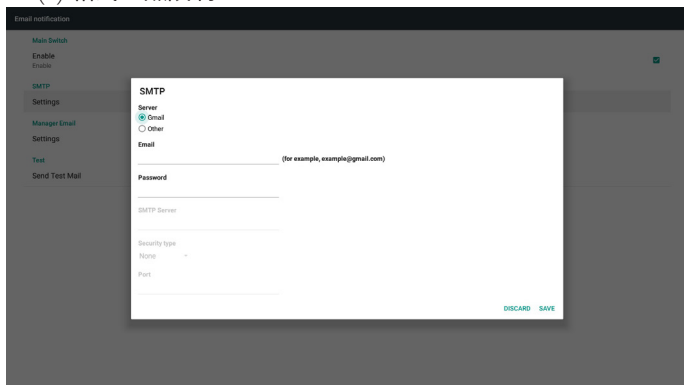 Email notification
Main Switch
Enable
Enable
SMTP
Settings
Manager Email
Settings
Test
Send Test Mail
SMTP
Server
Gmail
Other
Email
(for example, example@gmail.com)
Password
SMTP Server
Security type
None
Port
DISCARD SAVE